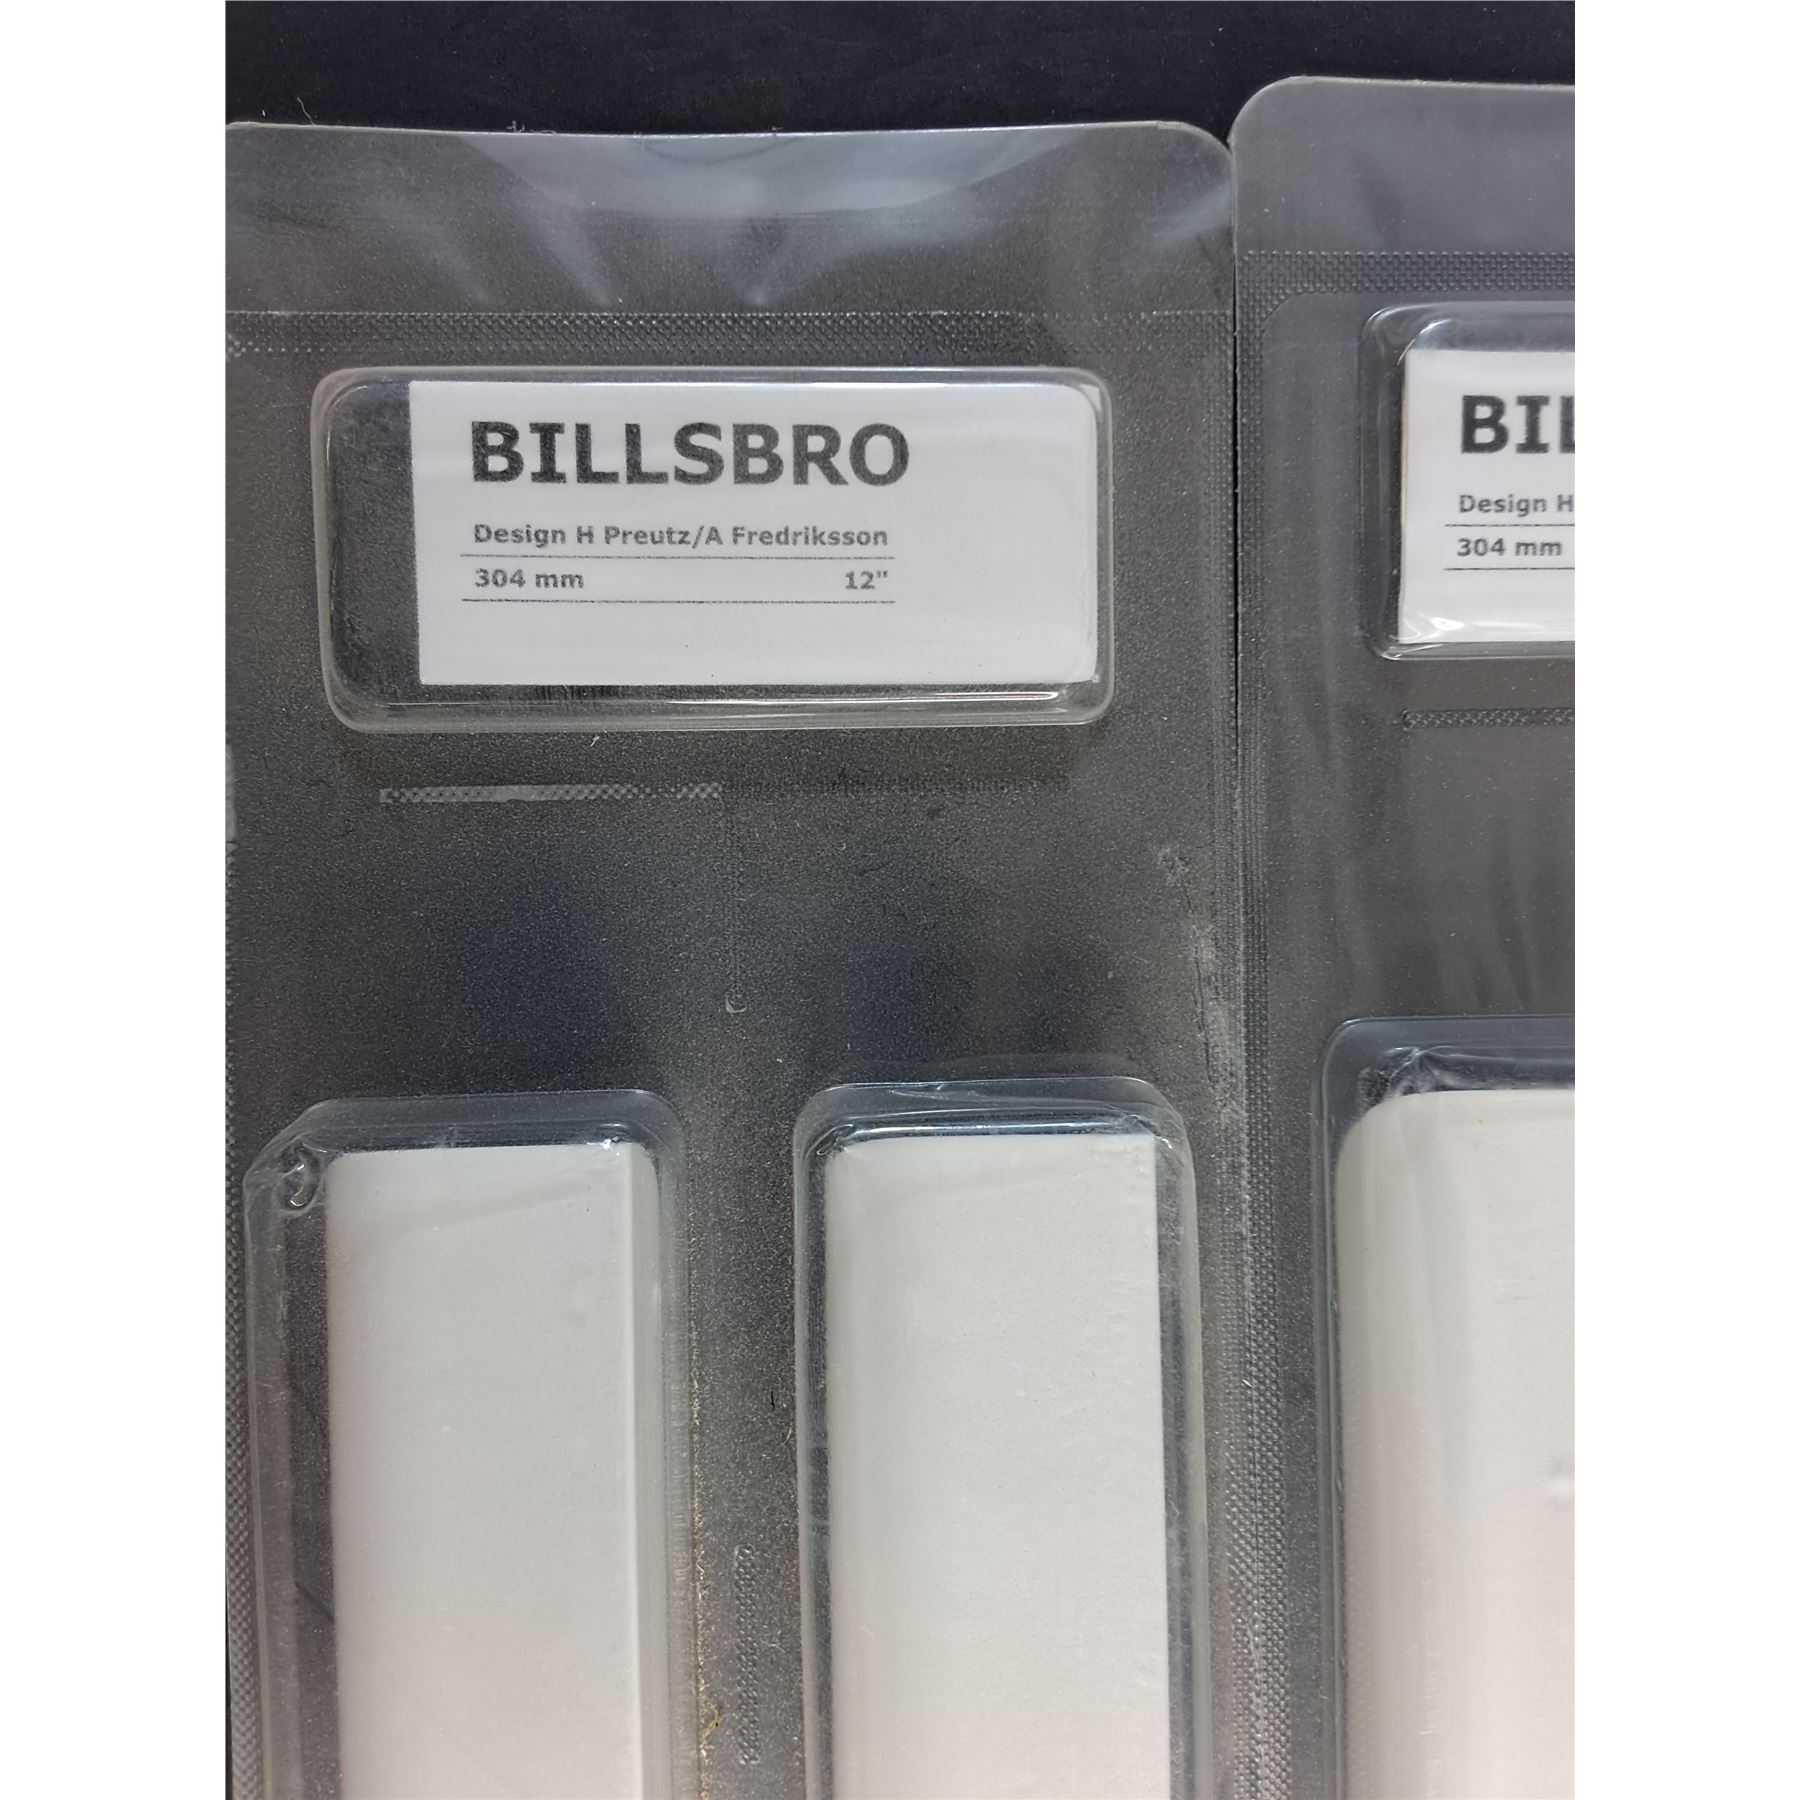 BILLSBRO
Design H Preutz/A Fredriksson
304 mm 12"
BIL
Design H
304 mm